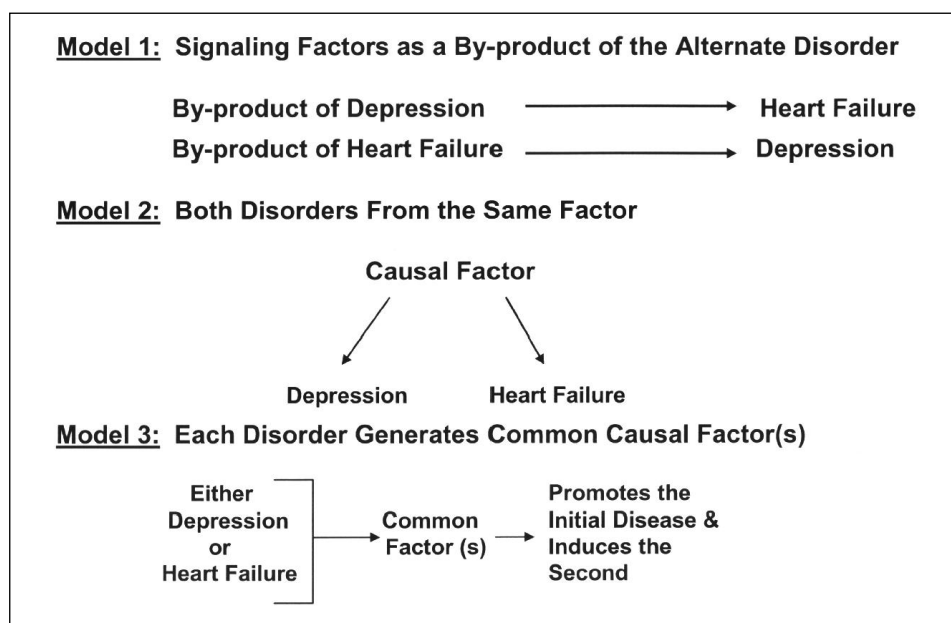 Model 1: Signaling Factors as a By-product of the Alternate Disorder
By-product of Depression Heart Failure
By-product of Heart Failure Depression
Model 2: Both Disorders From the Same Factor
Causal Factor
Depression Heart Failure
Model 3: Each Disorder Generates Common Causal Factor(s)
Either
Depression
or
Heart Failure
Common
Factor (s)
Promotes the
Initial Disease &
Induces the
Second